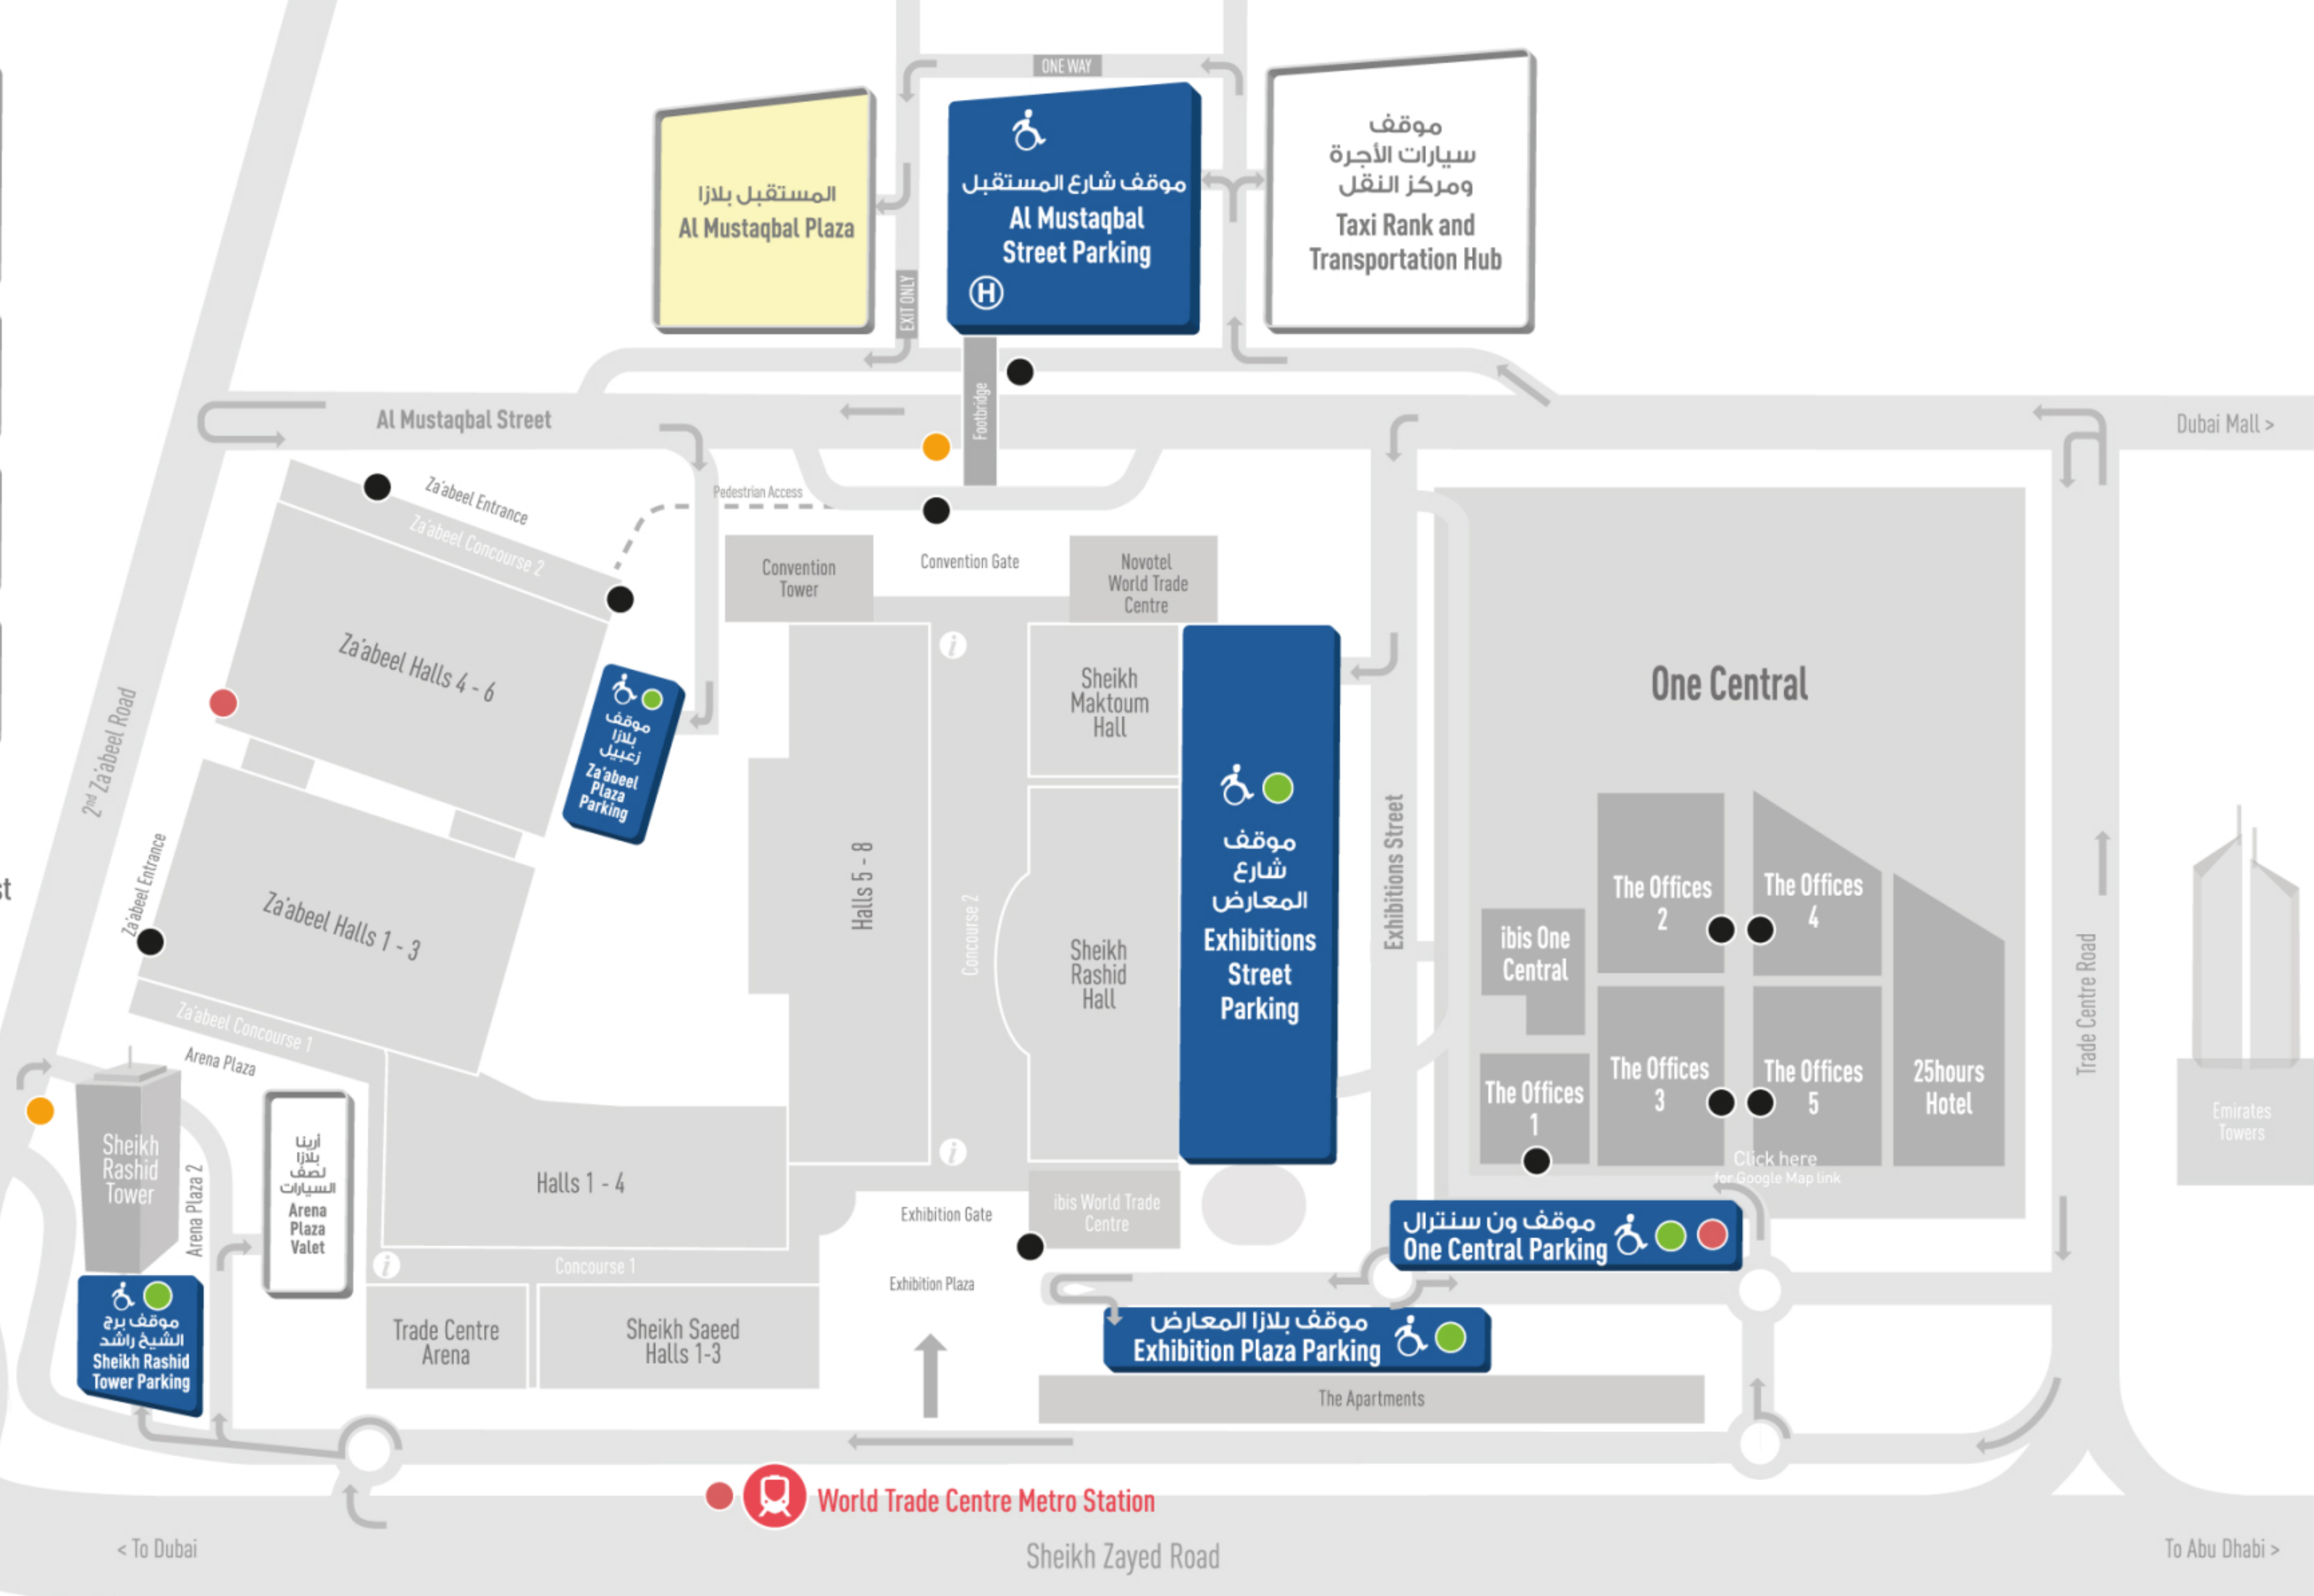 ONE WAY
موقف
سيارات الأجرة
ومركز النقل
Taxi Rank and
Transportation Hub
موقف شارع المستقبل
Al Mustaqbal
Street Parking
H
المستقبل بلازا
Al Mustaqbal Plaza
EXIT ONLY
Footbridge
Al Mustaqbal Street
Dubai Mall >
Za'abeel Entrance
Za'abeel Concourse 2
Pedestrian Access
Convention
Tower
Convention Gate
Novotel
World Trade
Centre
Za'abeel Halls 4 - 6
i
Sheikh
Maktoum
Hall
One Central
2nd Za'abeel Road
موقف
بلازا
زعبيل
Za'abeel
Plaza
Parking
Halls 5 - 8
Concourse 2
Sheikh
Rashid
Hall
موقف
شارع
المعارض
Exhibitions
Street
Parking
Exhibitions Street
The Offices
2
The Offices
4
ibis One
Central
The Offices
1
The Offices
3
The Offices
5
25hours
Hotel
Trade Centre Road
Emirates
Towers
Click here
for Google Map link
st
Za'abeel Entrance
Za'abeel Halls 1 - 3
Za'abeel Concourse 1
Arena Plaza
Sheikh
Rashid
Tower
Arena Plaza 2
أرينا
بلازا
لصف
السيارات
Arena
Plaza
Valet
Halls 1 - 4
i
i
Exhibition Gate
ibis World Trade
Centre
Concourse 1
Exhibition Plaza
موقف ون سنترال
One Central Parking
موقف برج
الشيخ راشد
Sheikh Rashid
Tower Parking
Trade Centre
Arena
Sheikh Saeed
Halls 1-3
موقف بلازا المعارض
Exhibition Plaza Parking
The Apartments
World Trade Centre Metro Station
< To Dubai
Sheikh Zayed Road
To Abu Dhabi >